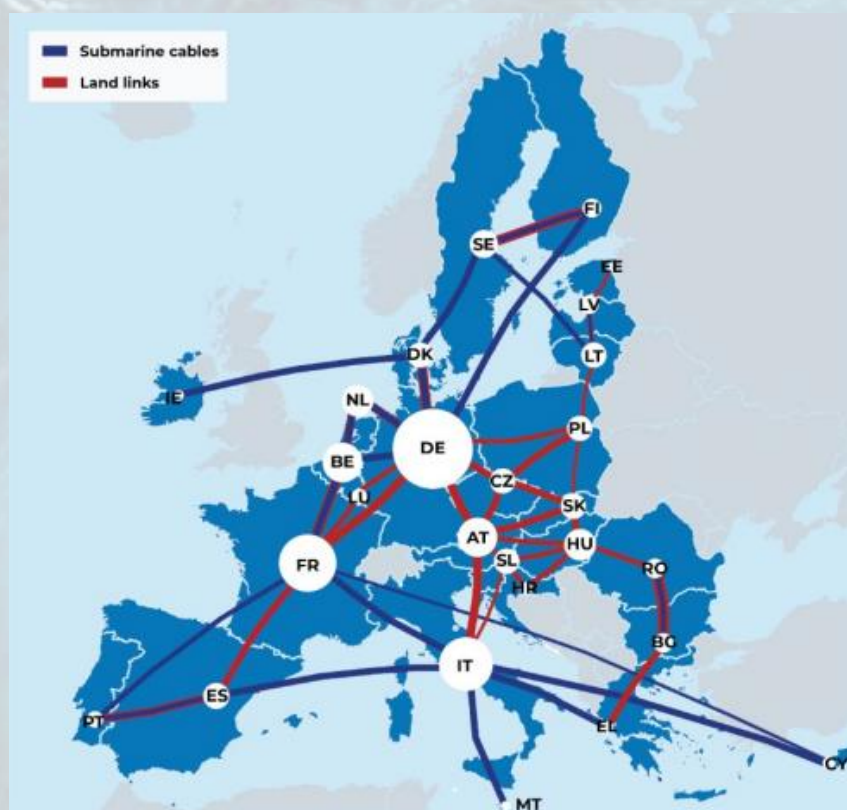 Submarine cables
Land links
FI
SE
EE
LV
DK
LT
IE
NL
PL
DE
BE
CZ
LU
SK
AT
HU
FR
SL
RO
HR
BG
IT
ES
PT
EL
CY
MT